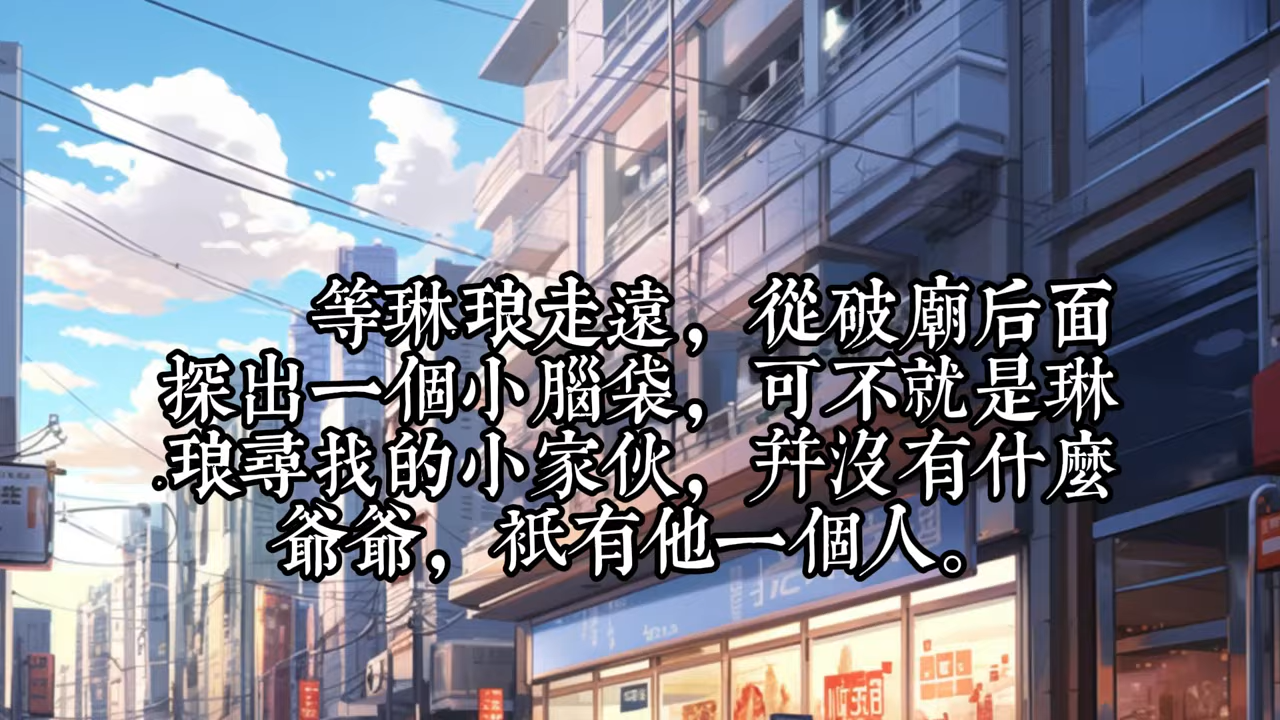 等琳琅走遠，從破廟后面
探出一個小腦袋，可不就是琳
琅尋找的小家伙，并沒有什麼
爺爺，衹有他一個人。